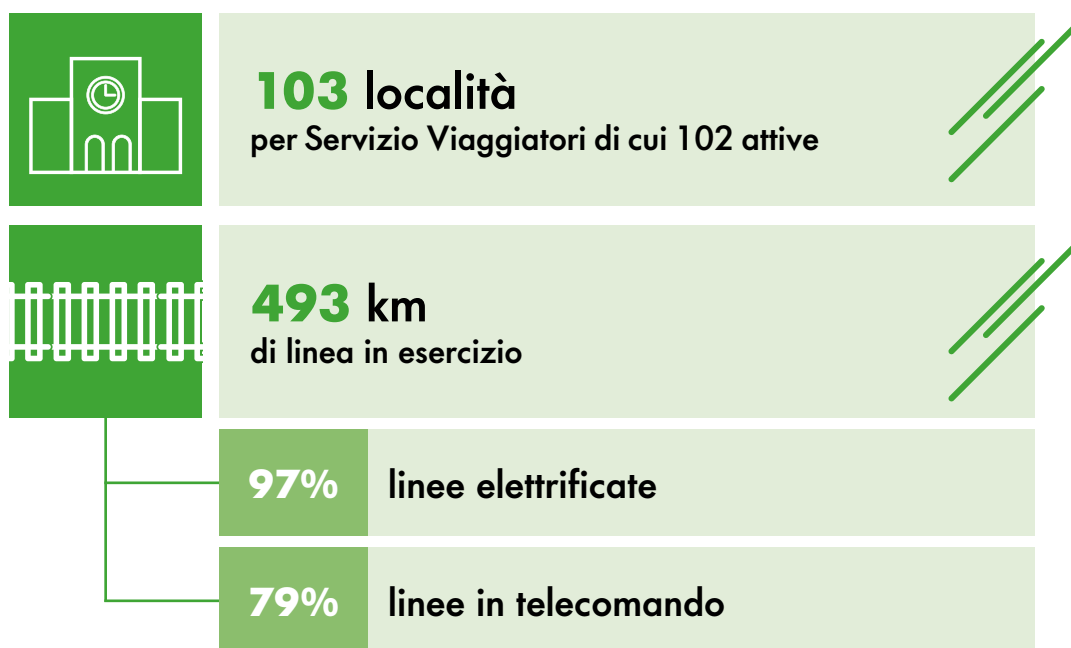 103 località
per Servizio Viaggiatori di cui 102 attive
493 km
di linea in esercizio
97% linee elettrificate
79% linee in telecomando